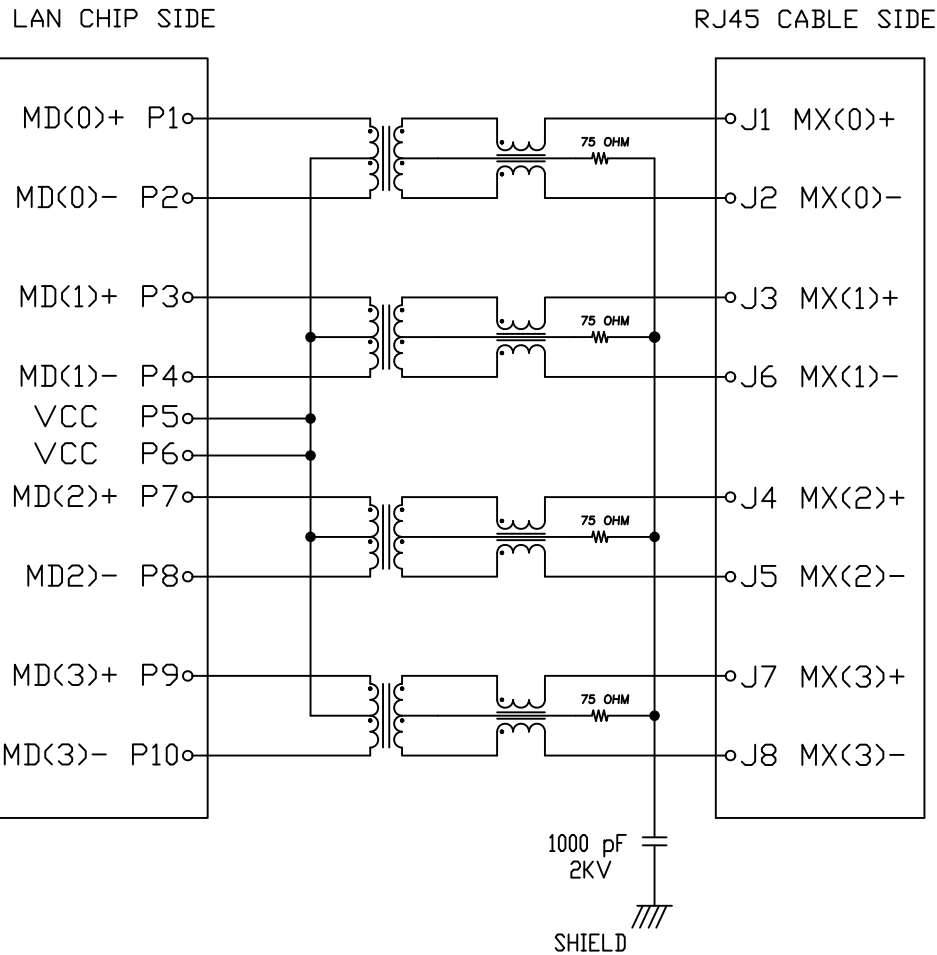 LAN CHIP SIDE
RJ45 CABLE SIDE
MD(0)+ P1
75 OHM
J1 MX(0)+
MD(0)- P2
J2 MX(0)-
MD(1)+ P3
75 OHM
J3 MX(1)+
MD(1)- P4
J6 MX(1)-
VCC P5
VCC P6
MD(2)+ P7
75 OHM
J4 MX(2)+
MD2)- P8
J5 MX(2)-
MD(3)+ P9
75 OHM
J7 MX(3)+
MD(3)- P10
J8 MX(3)-
1000 pF
2KV
SHIELD